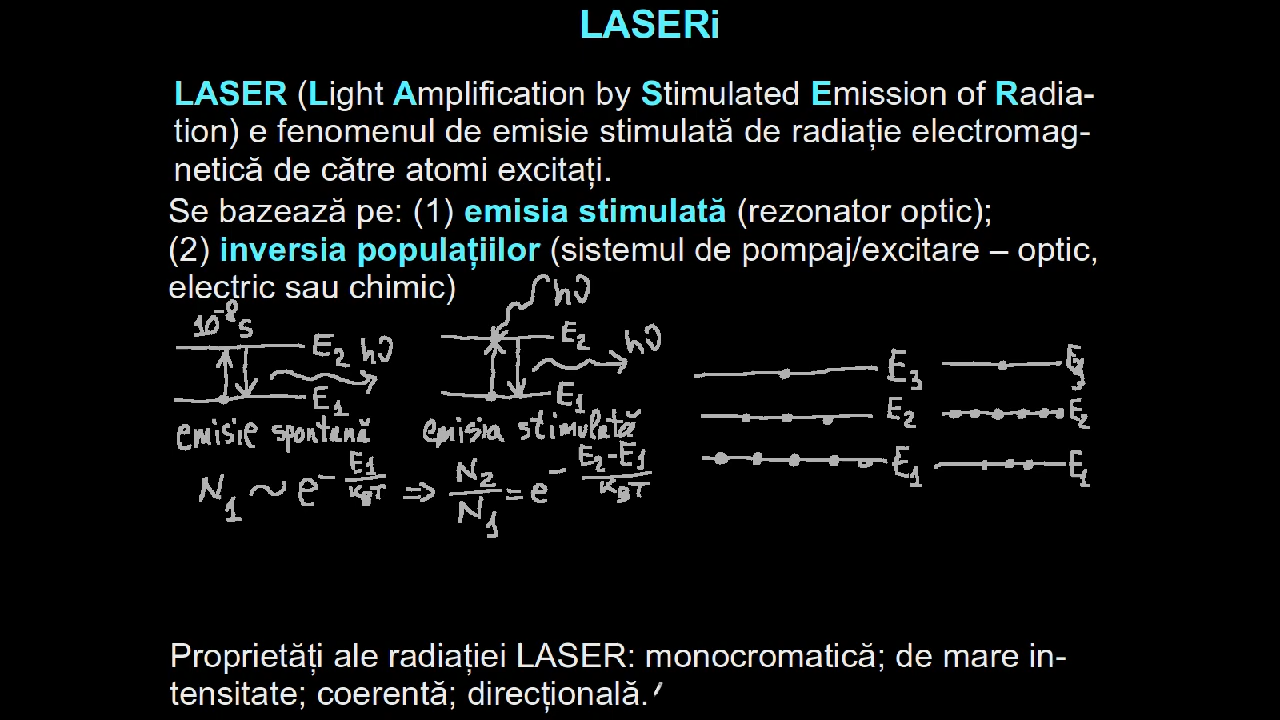 LASERi
LASER (Light Amplification by Stimulated Emission of Radia-
tion) e fenomenul de emisie stimulată de radiație electromag-
netică de către atomi excitați.
Se bazează pe: (1) emisia stimulată (rezonator optic);
(2) inversia populațiilor (sistemul de pompaj/excitare – optic,
electric sau chimic)
10⁻⁸s E₂ hν
E₁
emisie spontană
hν
E₂ hν
E₁
emisia stimulată
E₃ E₃
E₂ E₂
E₁ E₁
N₁ ~ e^(-E₁/K_BT) ⇒ N₂/N₁ = e^(-(E₂-E₁)/K_BT)
Proprietăți ale radiației LASER: monocromatică; de mare in-
tensitate; coerentă; direcțională.